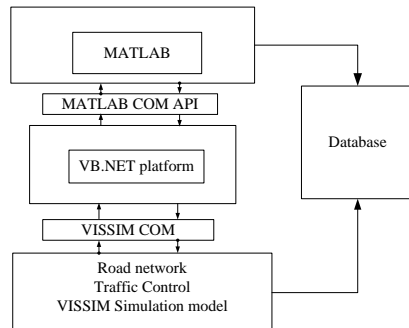 MATLAB
MATLAB COM API
VB.NET platform
Database
VISSIM COM
Road network
Traffic Control
VISSIM Simulation model